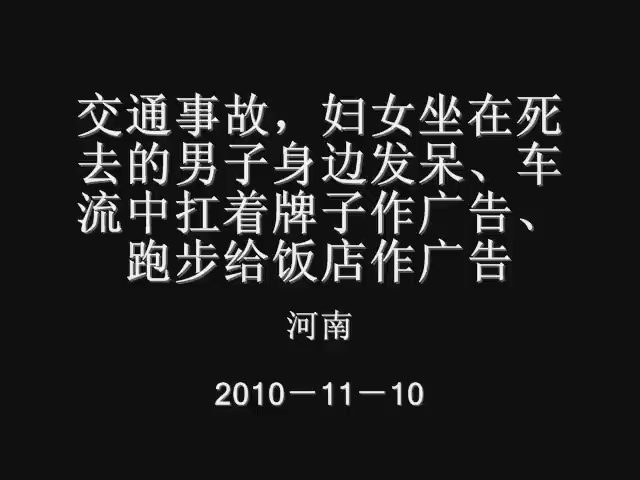 交通事故，妇女坐在死
去的男子身边发呆、车
流中扛着牌子作广告、
跑步给饭店作广告
河南
2010－11－10